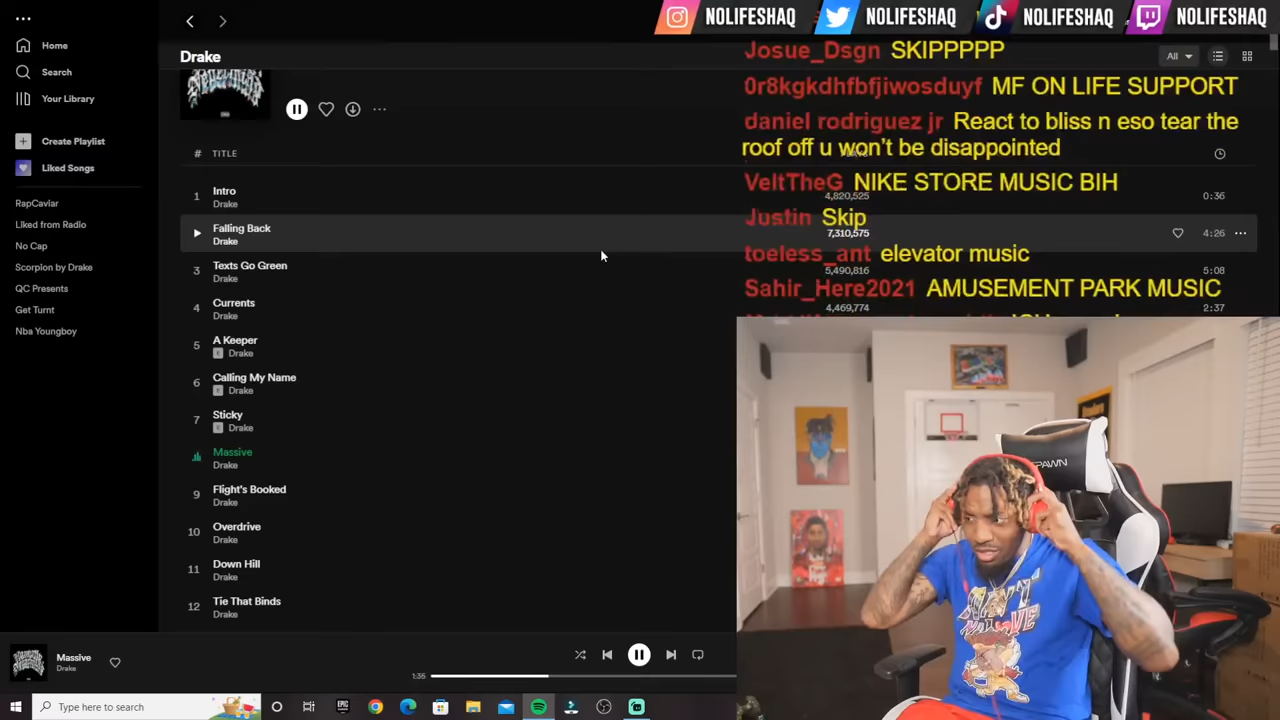 NOLIFESHAQ NOLIFESHAQ NOLIFESHAQ NOLIFESHAQ
Home
Search
Your Library
Create Playlist
Liked Songs
RapCaviar
Liked from Radio
No Cap
Scorpion by Drake
QC Presents
Get Turnt
Nba Youngboy
Drake
All
# TITLE
1 Intro 4,820,525 0:36
Drake
Falling Back 7,310,575 4:26
Drake
3 Texts Go Green 5,490,816 5:08
Drake
4 Currents 4,469,774 2:37
Drake
5 A Keeper
E Drake
6 Calling My Name
E Drake
7 Sticky
E Drake
Massive
Drake
9 Flight's Booked
Drake
10 Overdrive
Drake
11 Down Hill
Drake
12 Tie That Binds
Drake
Josue_Dsgn SKIPPPPP
0r8kgkdhfbfjiwosduyf MF ON LIFE SUPPORT
daniel rodriguez jr React to bliss n eso tear the
roof off u won't be disappointed
VeltTheG NIKE STORE MUSIC BIH
Justin Skip
toeless_ant elevator music
Sahir_Here2021 AMUSEMENT PARK MUSIC
Massive
Drake
1:36
Type here to search